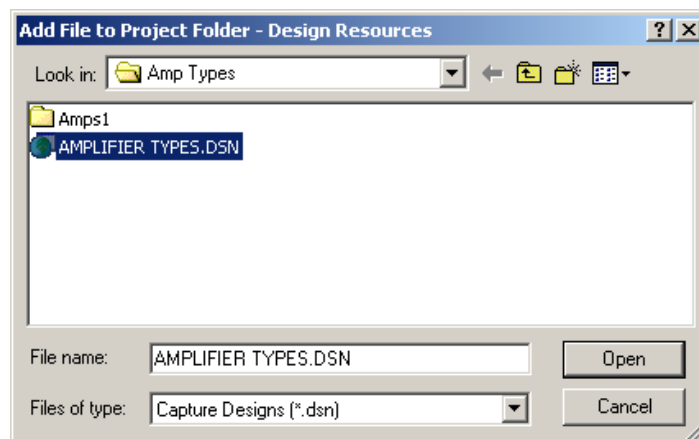 Add File to Project Folder - Design Resources
Look in: Amp Types
Amps1
AMPLIFIER TYPES.DSN
File name: AMPLIFIER TYPES.DSN Open
Files of type: Capture Designs (*.dsn) Cancel